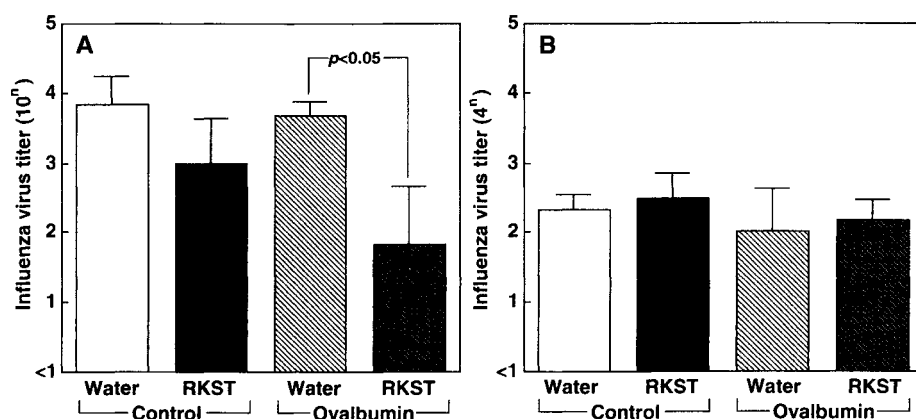 A
Influenza virus titer (10ⁿ)
5
4
3
2
1
<1
p<0.05
Water RKST Water RKST
Control Ovalbumin
B
Influenza virus titer (4ⁿ)
5
4
3
2
1
<1
Water RKST Water RKST
Control Ovalbumin